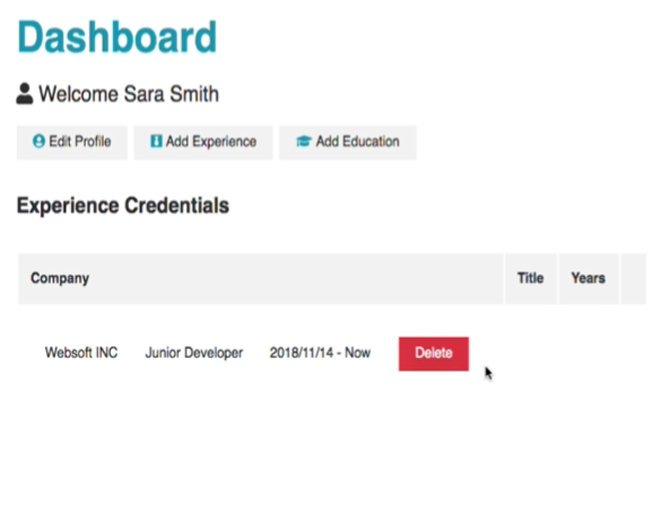 Dashboard
Welcome Sara Smith
Edit Profile Add Experience Add Education
Experience Credentials
Company Title Years
Websoft INC Junior Developer 2018/11/14 - Now Delete